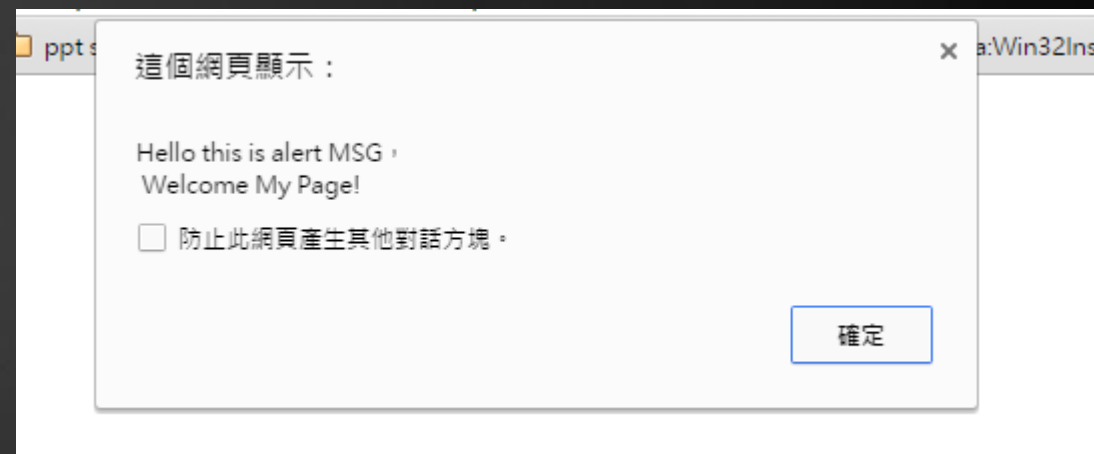 ppt s
這個網頁顯示：
a:Win32Ins
Hello this is alert MSG，
Welcome My Page!
防止此網頁產生其他對話方塊。
確定